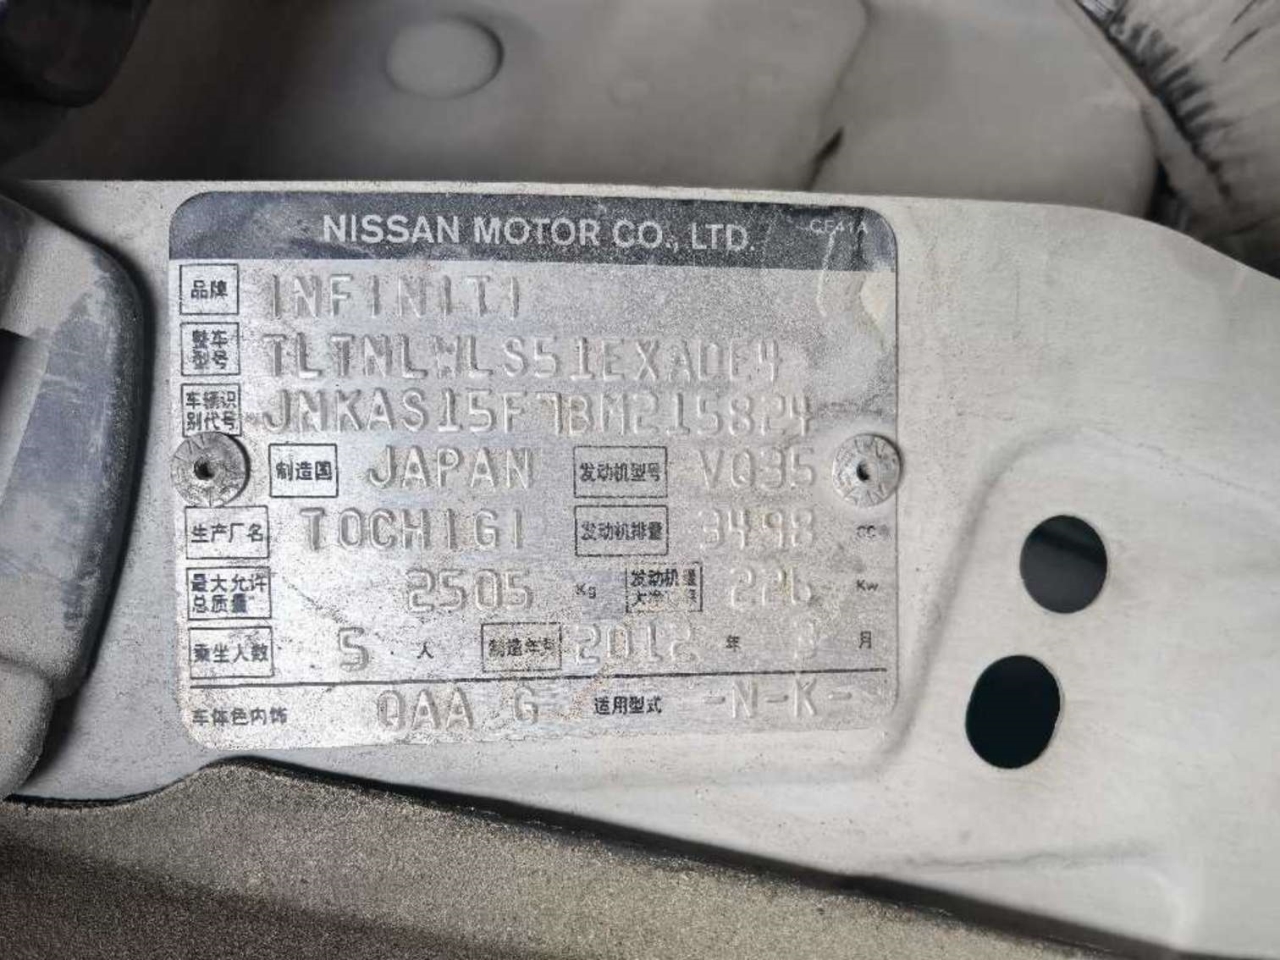 NISSAN MOTOR CO., LTD. CF41A
品牌 INFINITI
整车型号 TLTNLWLS51EXADE4
车辆识别代号 JNKAS15F7BM215824
制造国 JAPAN 发动机型号 VQ35
生产厂名 TOCHIGI 发动机排量 3498 cc
最大允许总质量 2505 Kg 发动机 226 Kw
乘坐人数 5 人 制造年月 2012 年 月
车体色内饰 QAA G 适用型式 -N-K-